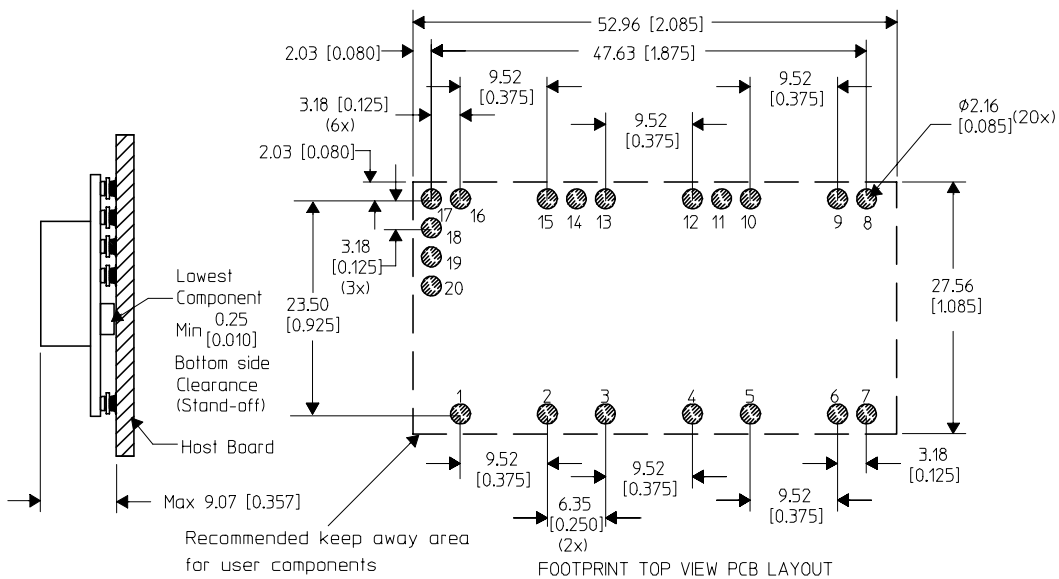 52.96 [2.085]
2.03 [0.080]
47.63 [1.875]
9.52
[0.375]
9.52
[0.375]
3.18 [0.125]
(6x)
9.52
[0.375]
ϕ2.16
[0.085] (20x)
2.03 [0.080]
17 16 15 14 13 12 11 10 9 8
18
19
20
3.18
[0.125]
(3x)
23.50
[0.925]
27.56
[1.085]
Lowest
Component
Min 0.25
[0.010]
Bottom side
Clearance
(Stand-off)
Host Board
1 2 3 4 5 6 7
9.52
[0.375]
9.52
[0.375]
3.18
[0.125]
6.35
[0.250]
(2x)
9.52
[0.375]
Max 9.07 [0.357]
Recommended keep away area
for user components
FOOTPRINT TOP VIEW PCB LAYOUT